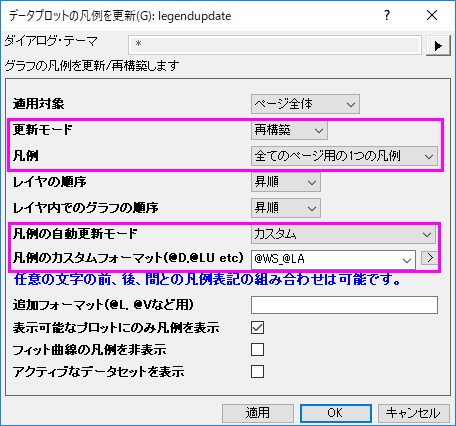 データプロットの凡例を更新(G): legendupdate
ダイアログ・テーマ *
グラフの凡例を更新/再構築します
適用対象 ページ全体
更新モード 再構築
凡例 全てのページ用の1つの凡例
レイヤの順序 昇順
レイヤ内でのグラフの順序 昇順
凡例の自動更新モード カスタム
凡例のカスタムフォーマット(@D,@LU etc) @WS_@LA
任意の文字の前、後、間との凡例表記の組み合わせは可能です。
追加フォーマット(@L, @Vなど用)
表示可能なプロットにのみ凡例を表示
フィット曲線の凡例を非表示
アクティブなデータセットを表示
適用 OK キャンセル